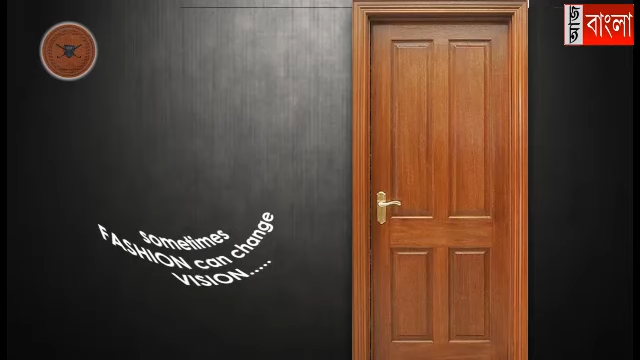 আজ
বাংলা
sometimes
FASHION can change
VISION.....